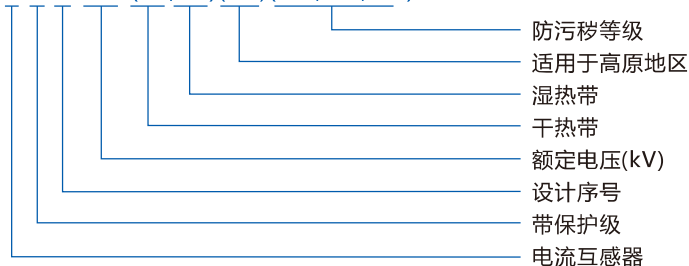 防污秽等级
适用于高原地区
湿热带
干热带
额定电压(kV)
设计序号
带保护级
电流互感器